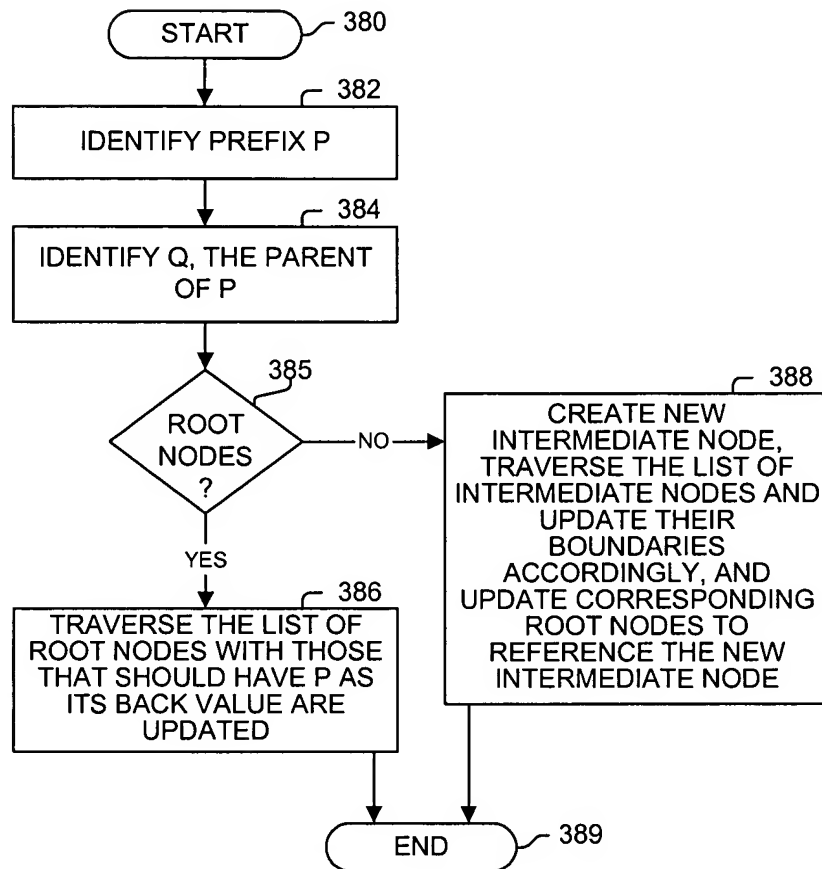 START
380
382
IDENTIFY PREFIX P
384
IDENTIFY Q, THE PARENT
OF P
385
ROOT
NODES
?
NO
YES
388
CREATE NEW
INTERMEDIATE NODE,
TRAVERSE THE LIST OF
INTERMEDIATE NODES AND
UPDATE THEIR
BOUNDARIES
ACCORDINGLY, AND
UPDATE CORRESPONDING
ROOT NODES TO
REFERENCE THE NEW
INTERMEDIATE NODE
386
TRAVERSE THE LIST OF
ROOT NODES WITH THOSE
THAT SHOULD HAVE P AS
ITS BACK VALUE ARE
UPDATED
END
389